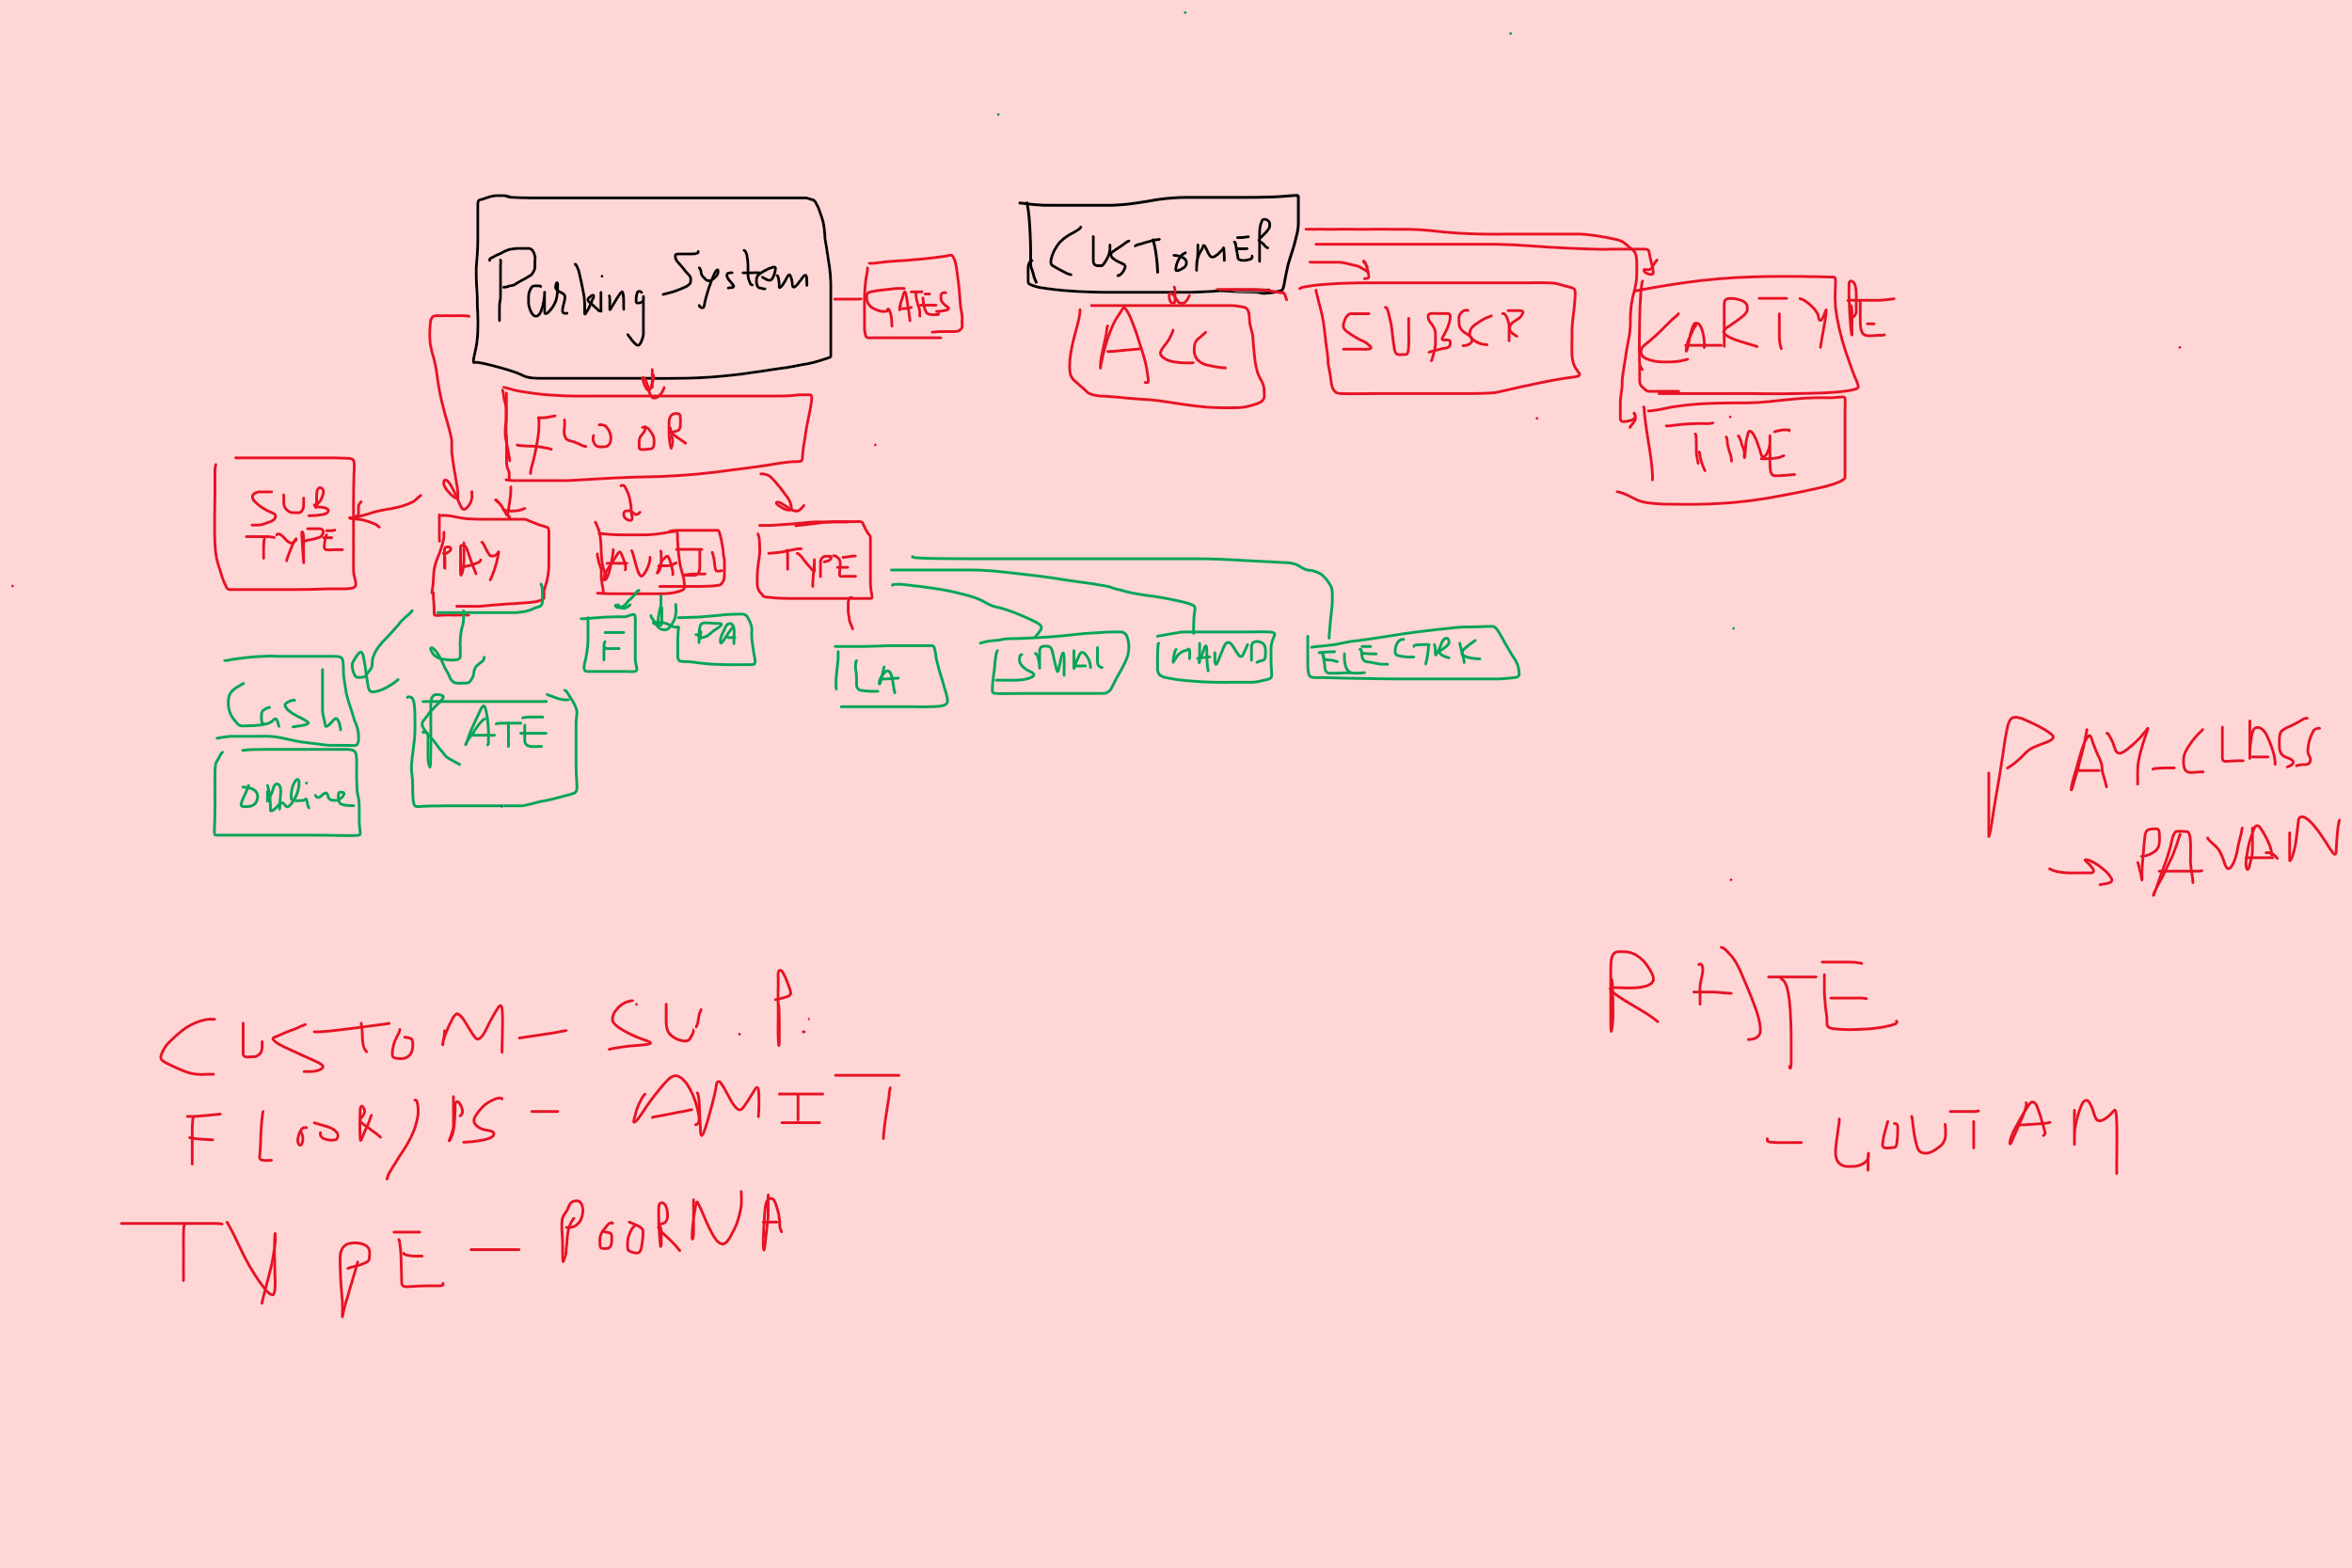 Parking System
GATES
CUSTOMER
ACC
SUBSCR
CARTYPE
TIME
FLOOR
SUB
TYPE
PAY
AVAIL
TYPE
F
PA
LA
SMAL
HAND
ELECTRK
CaSh
online
RATE
PAY-CLASS
→ PAVAN
RATE
- GOUTAM
CUSTOM - SU. P.
FLOOR/PS - AMIT
TYPE - POORNA